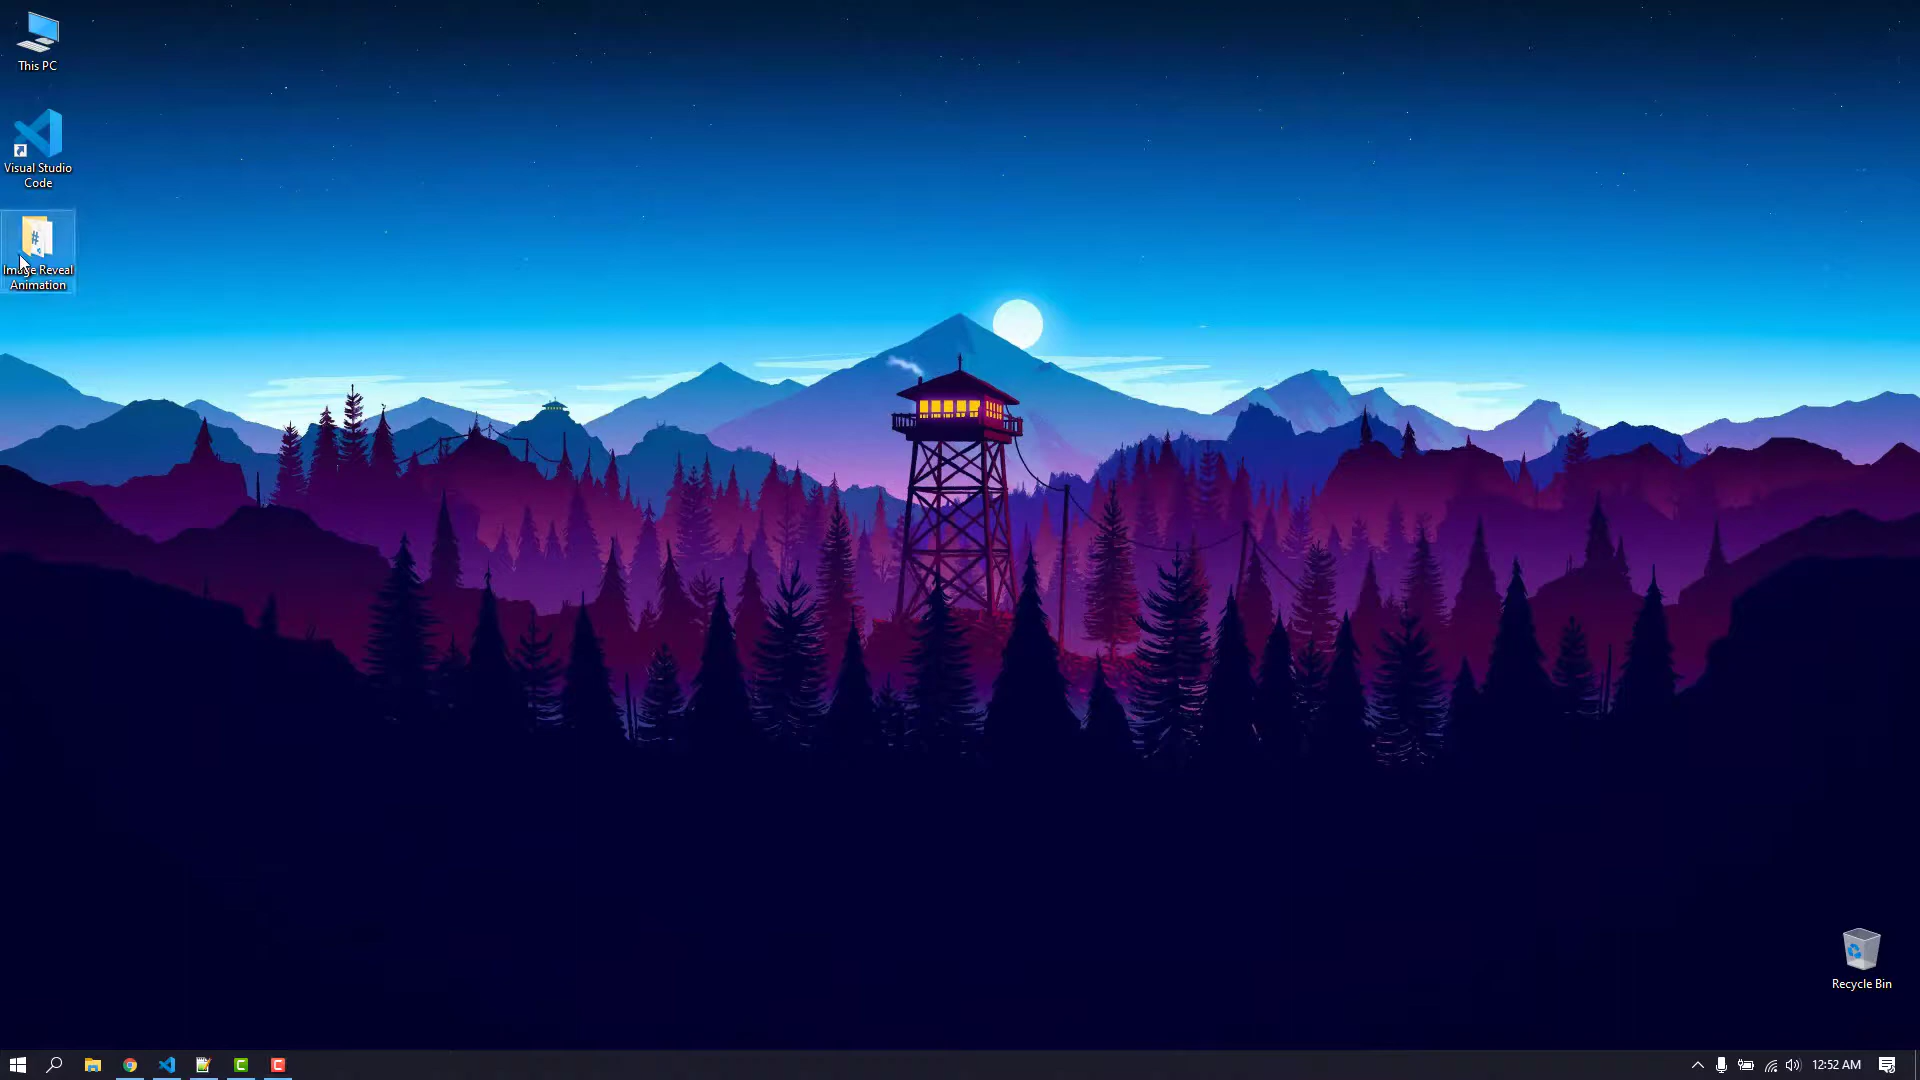 This PC
Visual Studio
Code
Image Reveal
Animation
Recycle Bin
12:52 AM